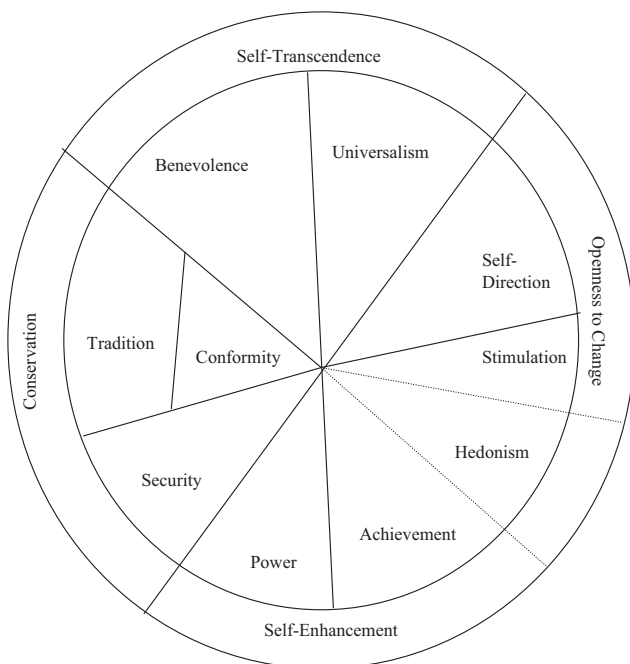 Self-Transcendence
Benevolence
Universalism
Self-
Direction
Openness to Change
Stimulation
Tradition
Conformity
Conservation
Hedonism
Security
Achievement
Power
Self-Enhancement